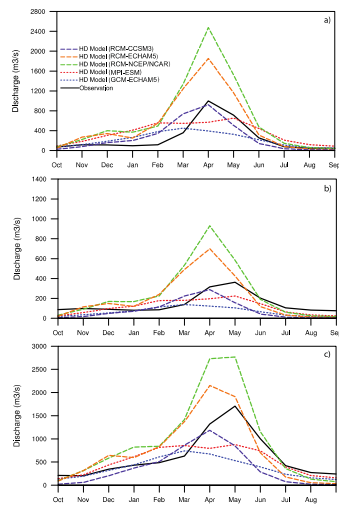 a)
2800
2400
2000
1600
1200
800
400
0
Discharge (m3/s)
HD Model (RCM-CCSM3)
HD Model (RCM-ECHAM5)
HD Model (RCM-NCEP/NCAR)
HD Model (MPI-ESM)
HD Model (GCM-ECHAM5)
Observation
Oct Nov Dec Jan Feb Mar Apr May Jun Jul Aug Sep
b)
1400
1200
1000
800
600
400
200
0
Discharge (m3/s)
Oct Nov Dec Jan Feb Mar Apr May Jun Jul Aug
c)
3000
2500
2000
1500
1000
500
0
Discharge (m3/s)
Oct Nov Dec Jan Feb Mar Apr May Jun Jul Aug